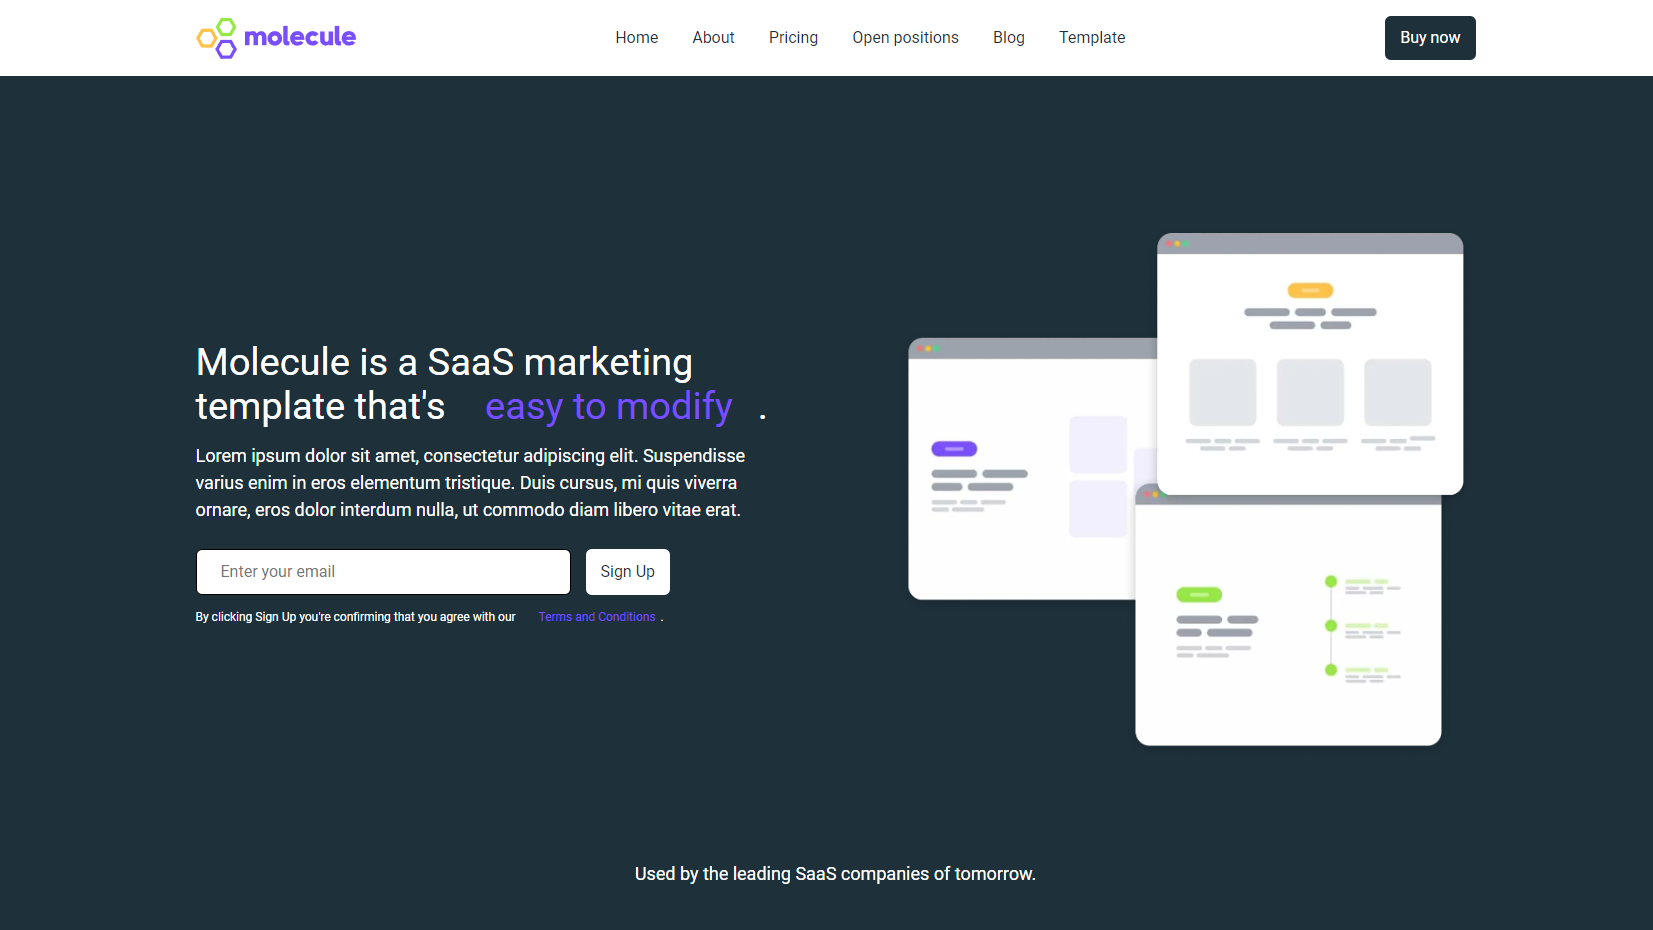 molecule
Home About Pricing Open positions Blog Template
Buy now
Molecule is a SaaS marketing
template that's easy to modify .
Lorem ipsum dolor sit amet, consectetur adipiscing elit. Suspendisse
varius enim in eros elementum tristique. Duis cursus, mi quis viverra
ornare, eros dolor interdum nulla, ut commodo diam libero vitae erat.
Enter your email
Sign Up
By clicking Sign Up you're confirming that you agree with our Terms and Conditions .
Used by the leading SaaS companies of tomorrow.